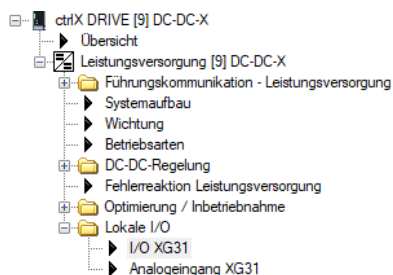 ctrlX DRIVE [9] DC-DC-X
Übersicht
Leistungsversorgung [9] DC-DC-X
Führungskommunikation - Leistungsversorgung
Systemaufbau
Wichtung
Betriebsarten
DC-DC-Regelung
Fehlerreaktion Leistungsversorgung
Optimierung / Inbetriebnahme
Lokale I/O
I/O XG31
Analogeingang XG31